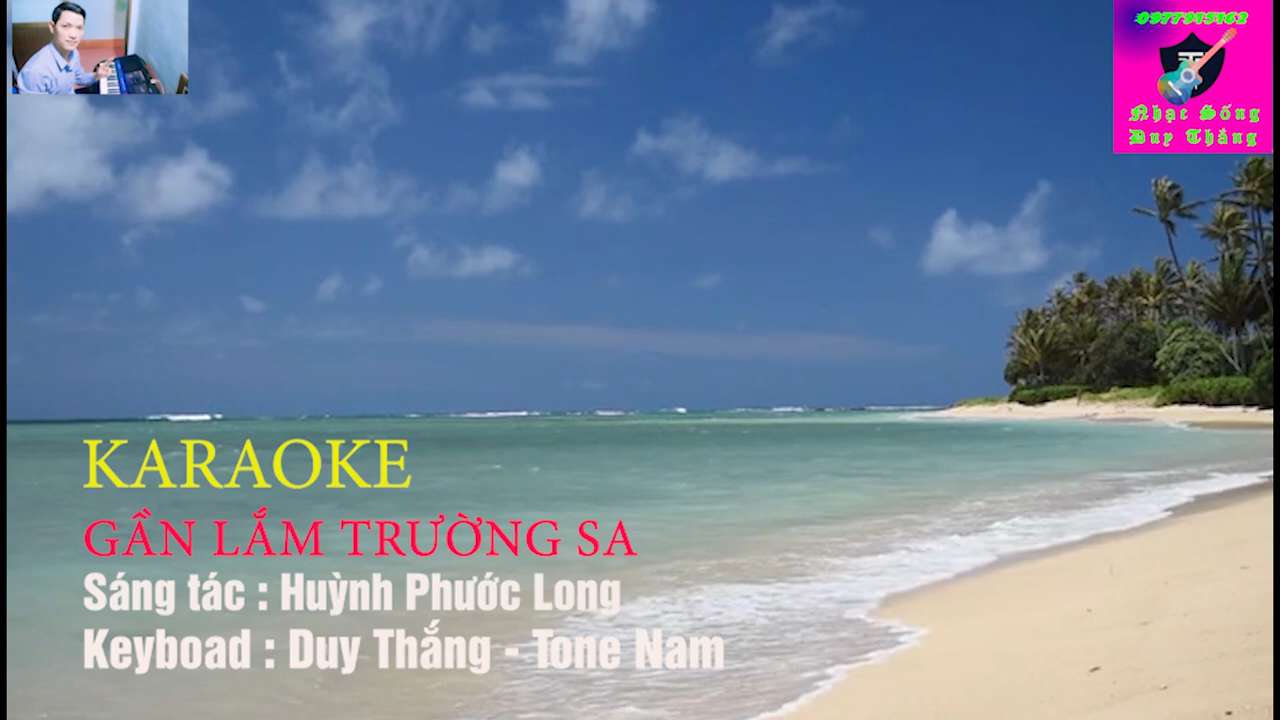 0977915162
Nhạc Sống
Duy Thắng
KARAOKE
GẦN LẮM TRƯỜNG SA
Sáng tác : Huỳnh Phước Long
Keyboad : Duy Thắng - Tone Nam